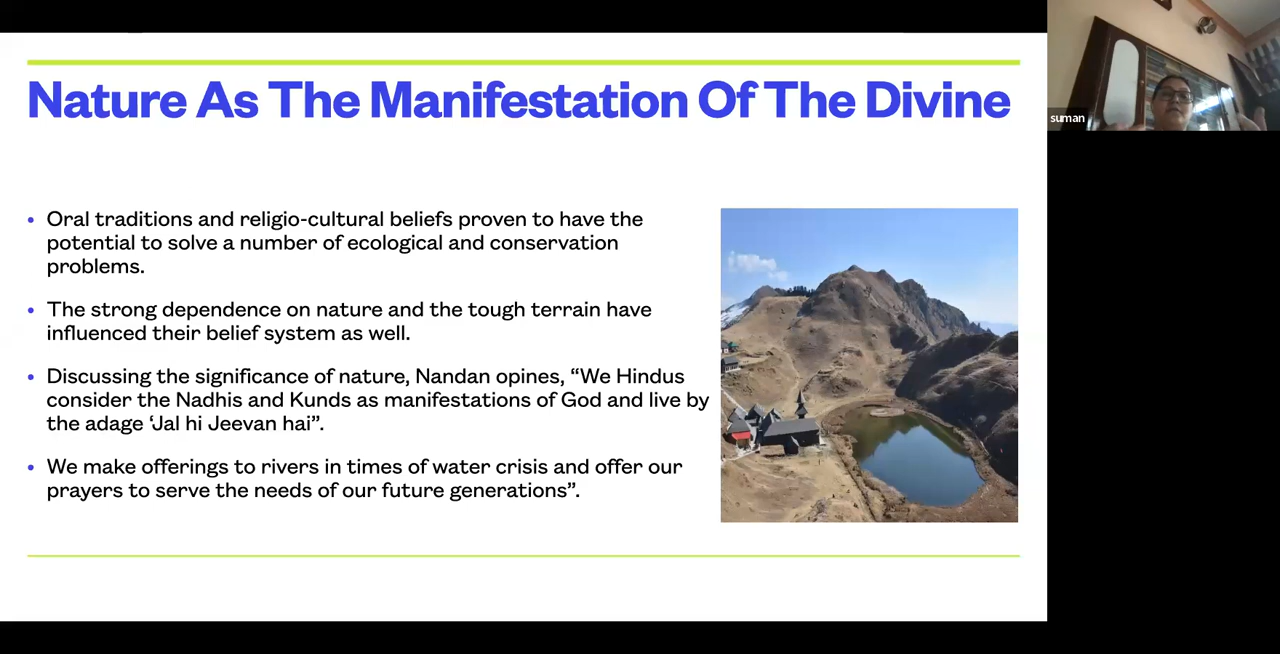 Nature As The Manifestation Of The Divine
• Oral traditions and religio-cultural beliefs proven to have the
potential to solve a number of ecological and conservation
problems.
• The strong dependence on nature and the tough terrain have
influenced their belief system as well.
• Discussing the significance of nature, Nandan opines, “We Hindus
consider the Nadhis and Kunds as manifestations of God and live by
the adage ‘Jal hi Jeevan hai”.
• We make offerings to rivers in times of water crisis and offer our
prayers to serve the needs of our future generations”.
suman